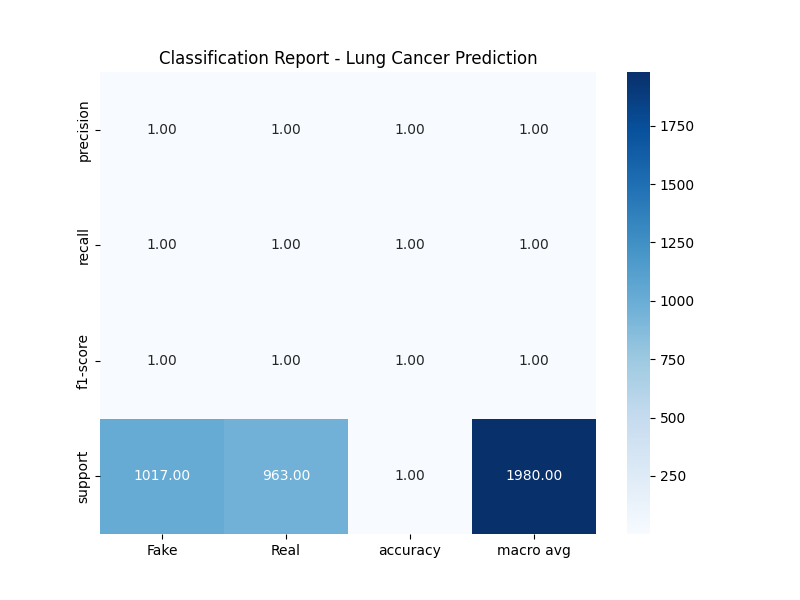 Classification Report - Lung Cancer Prediction
precision 1.00 1.00 1.00 1.00
recall 1.00 1.00 1.00 1.00
f1-score 1.00 1.00 1.00 1.00
support 1017.00 963.00 1.00 1980.00
Fake Real accuracy macro avg
1750
1500
1250
1000
750
500
250